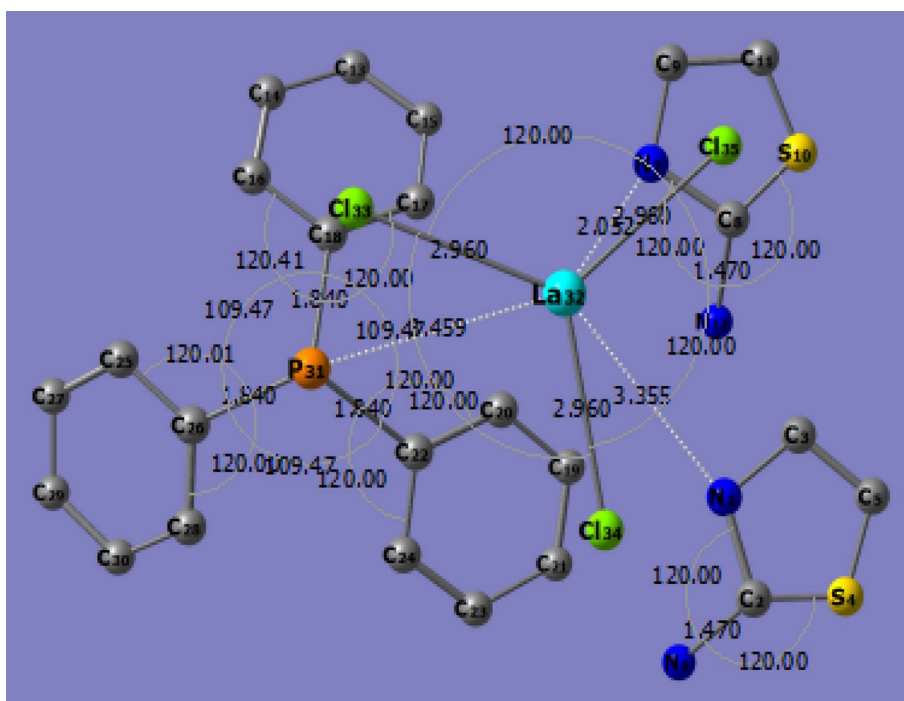 C13
C9
C11
C14
C15
120.00
N7
Cl35
S10
C16
Cl33
C17
C18
C8
2.960
2.960
120.00
120.00
120.41
120.00
1.470
La32
109.47
1.840
109.47
120.00
C25
120.01
P31
120.00
C27
1.840
1.840
120.00
C20
2.960
3.355
C26
C22
C3
C19
109.47
120.00
C29
N1
C5
C28
Cl34
C30
C24
C21
120.00
C2
S4
C23
1.470
120.00